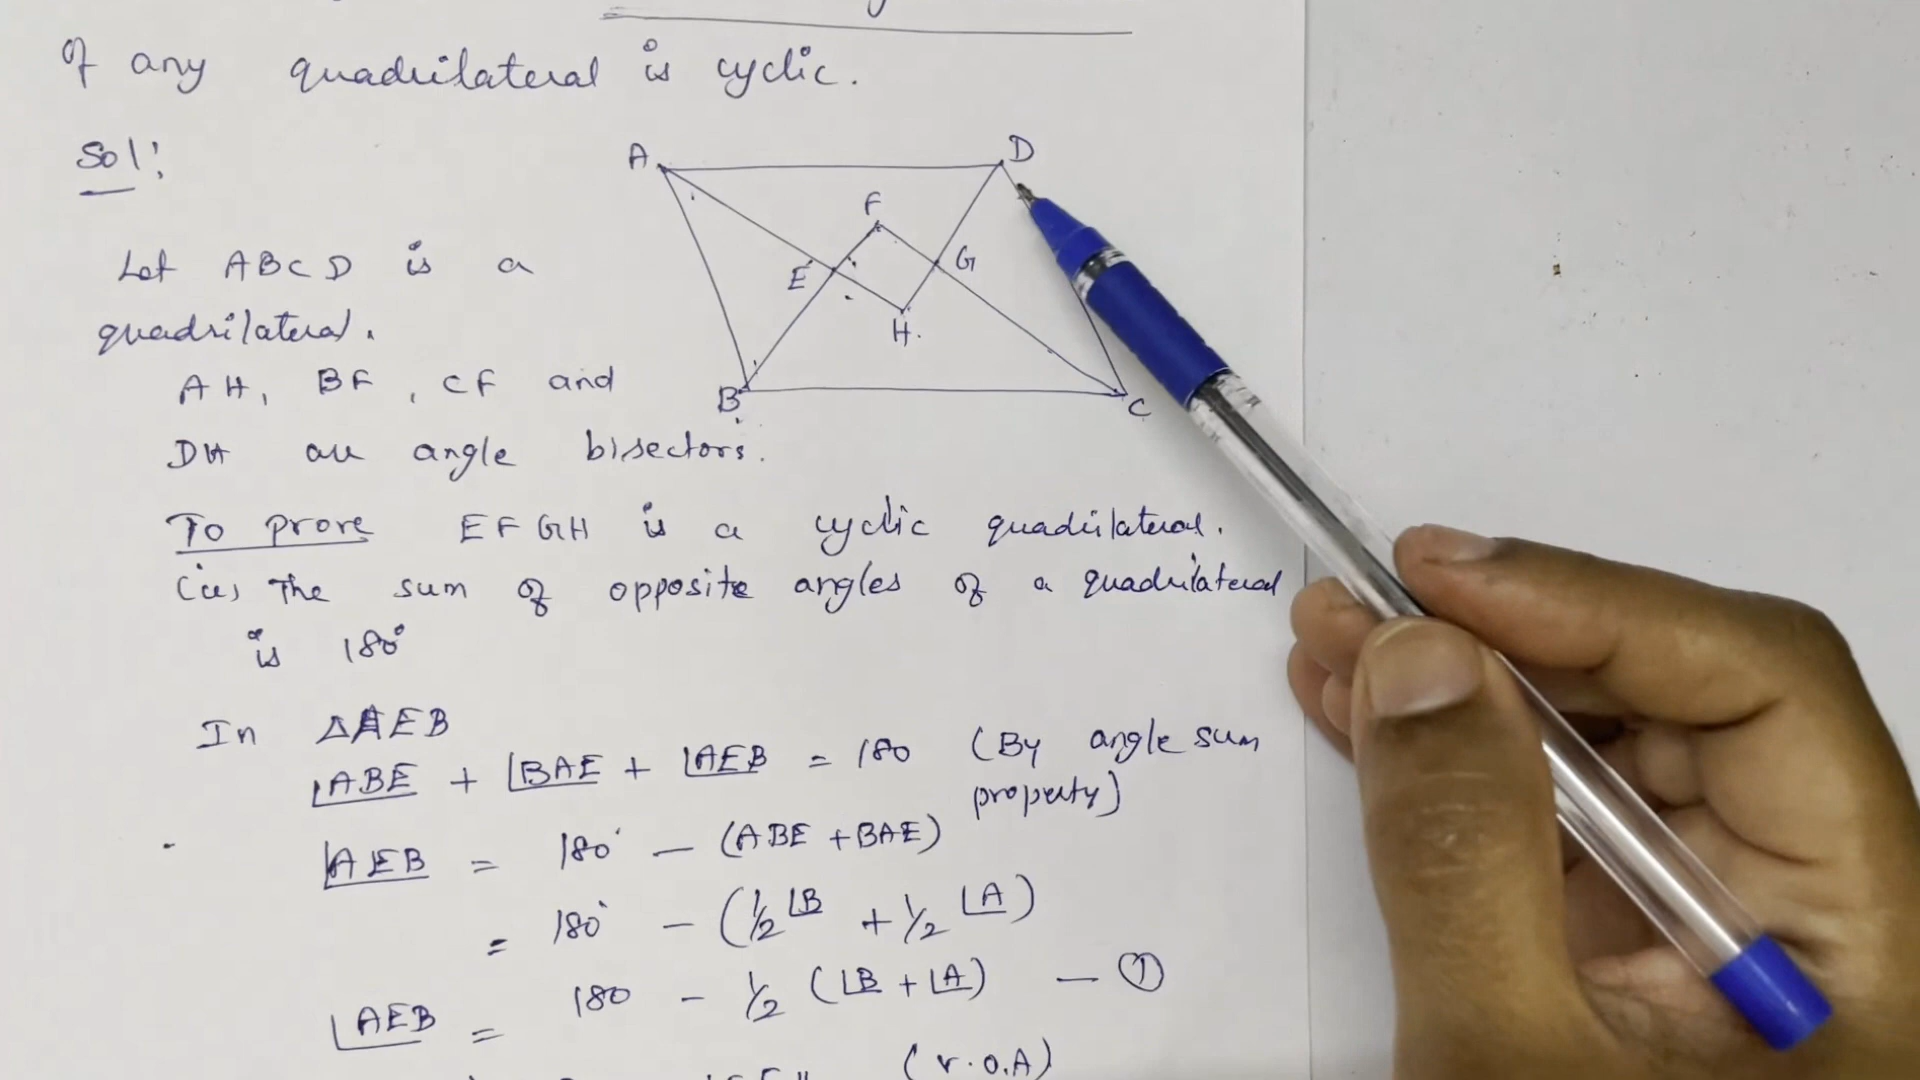 of any quadrilateral is cyclic.
Sol:
A
D
F
E
G
H.
B
C
Let ABCD is a
quadrilateral.
AH, BF, CF and
DH are angle bisectors.
To prove EFGH is a cyclic quadrilateral.
(ie) The sum of opposite angles of a quadrilateral
is 180°
In ΔAEB
∠ABE + ∠BAE + ∠AEB = 180 (By angle sum
property)
∠AEB = 180° - (ABE + BAE)
= 180° - (1/2 ∠B + 1/2 ∠A)
∠AEB = 180 - 1/2 (∠B + ∠A) - ①
(V.O.A)